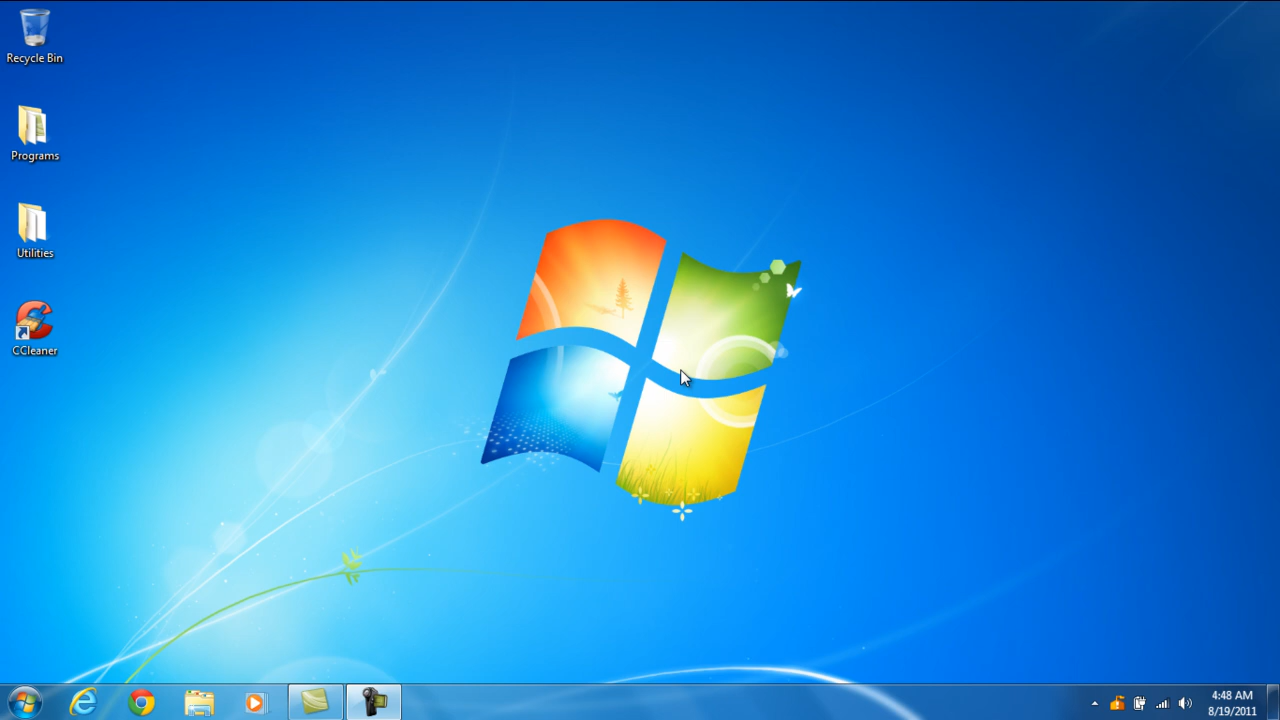 Recycle Bin
Programs
Utilities
CCleaner
4:48 AM
8/19/2011